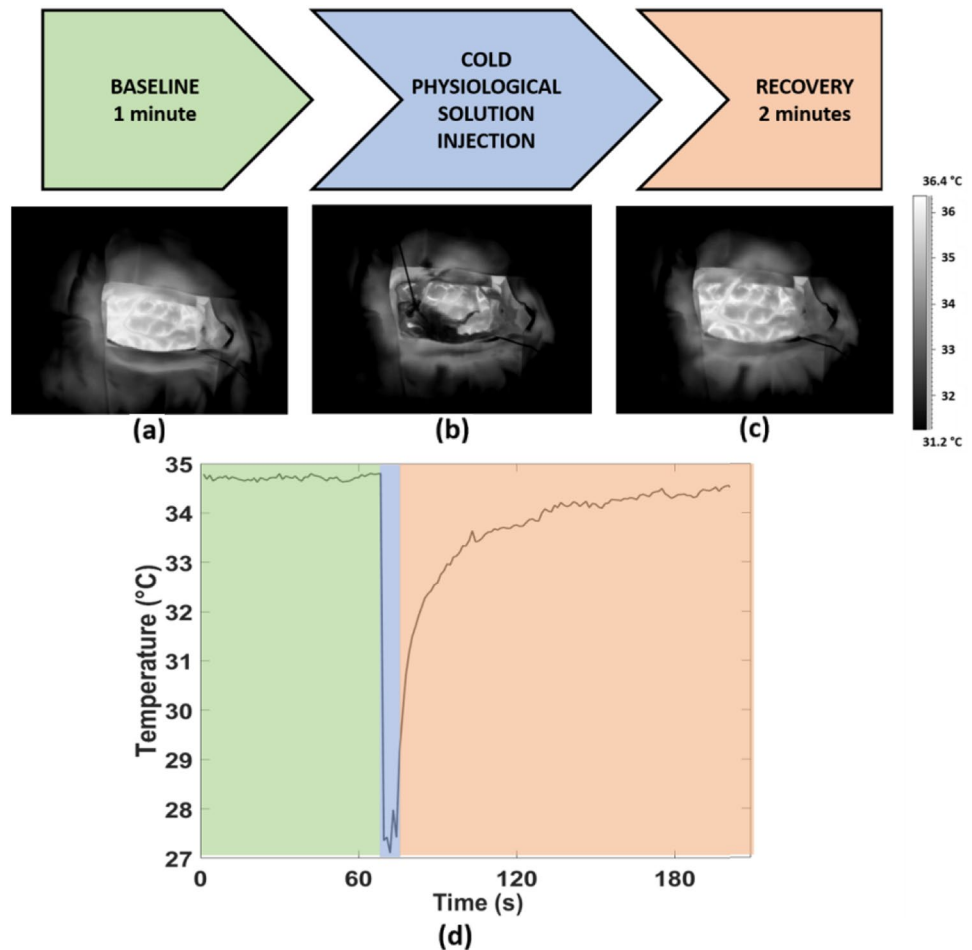 BASELINE
1 minute
COLD
PHYSIOLOGICAL
SOLUTION
INJECTION
RECOVERY
2 minutes
36.4 °C
36
35
34
33
32
31.2 °C
(a)
(b)
(c)
35
34
33
32
31
30
29
28
27
Temperature (°C)
0
60
120
180
Time (s)
(d)